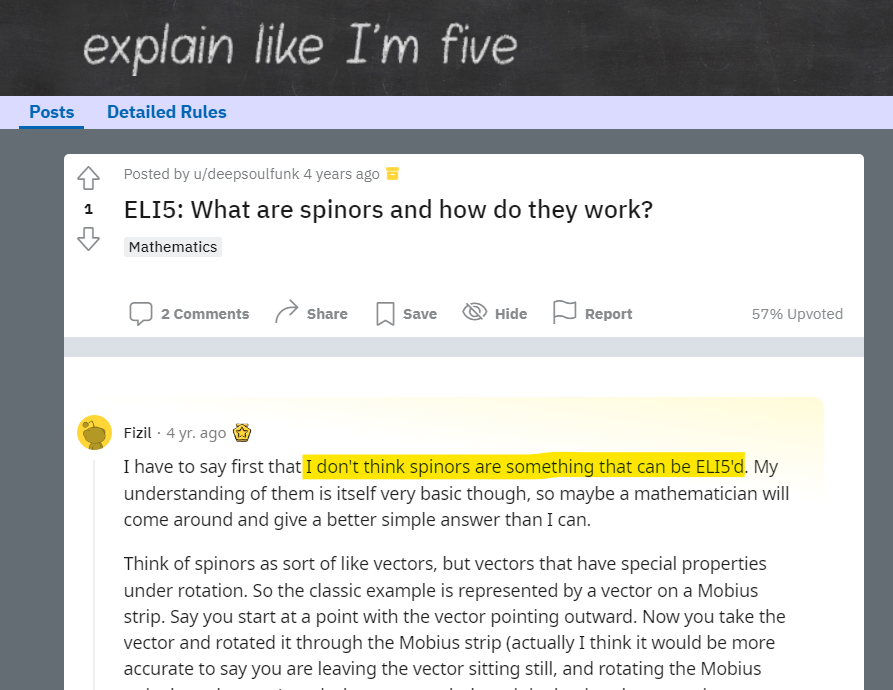 explain like I'm five
Posts Detailed Rules
Posted by u/deepsoulfunk 4 years ago
1
ELI5: What are spinors and how do they work?
Mathematics
2 Comments Share Save Hide Report 57% Upvoted
Fizil · 4 yr. ago
I have to say first that I don't think spinors are something that can be ELI5'd. My
understanding of them is itself very basic though, so maybe a mathematician will
come around and give a better simple answer than I can.
Think of spinors as sort of like vectors, but vectors that have special properties
under rotation. So the classic example is represented by a vector on a Mobius
strip. Say you start at a point with the vector pointing outward. Now you take the
vector and rotated it through the Mobius strip (actually I think it would be more
accurate to say you are leaving the vector sitting still, and rotating the Mobius